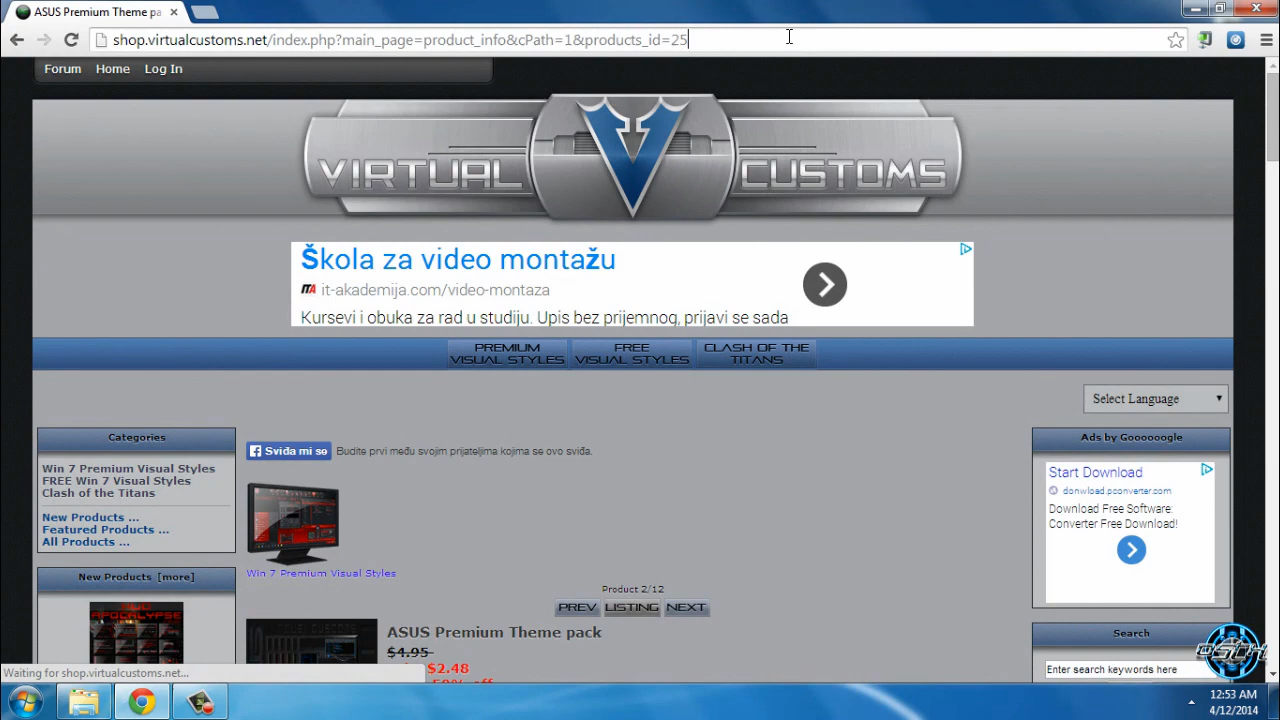 ASUS Premium Theme pa
shop.virtualcustoms.net/index.php?main_page=product_info&cPath=1&products_id=25
Forum Home Log In
VIRTUAL CUSTOMS
Škola za video montažu
it-akademija.com/video-montaza
Kursevi i obuka za rad u studiju. Upis bez prijemnog, prijavi se sada
PREMIUM
VISUAL STYLES
FREE
VISUAL STYLES
CLASH OF THE
TITANS
Select Language
Categories
Win 7 Premium Visual Styles
FREE Win 7 Visual Styles
Clash of the Titans
New Products ...
Featured Products ...
All Products ...
New Products [more]
APOCALYPSE
Sviđa mi se
Budite prvi među svojim prijateljima kojima se ovo sviđa.
Win 7 Premium Visual Styles
Product 2/12
PREV LISTING NEXT
ASUS Premium Theme pack
$4.95
$2.48
50% off
Ads by Goooooogle
Start Download
donwload.pconverter.com
Download Free Software:
Converter Free Download!
Search
Enter search keywords here
Waiting for shop.virtualcustoms.net...
12:53 AM
4/12/2014